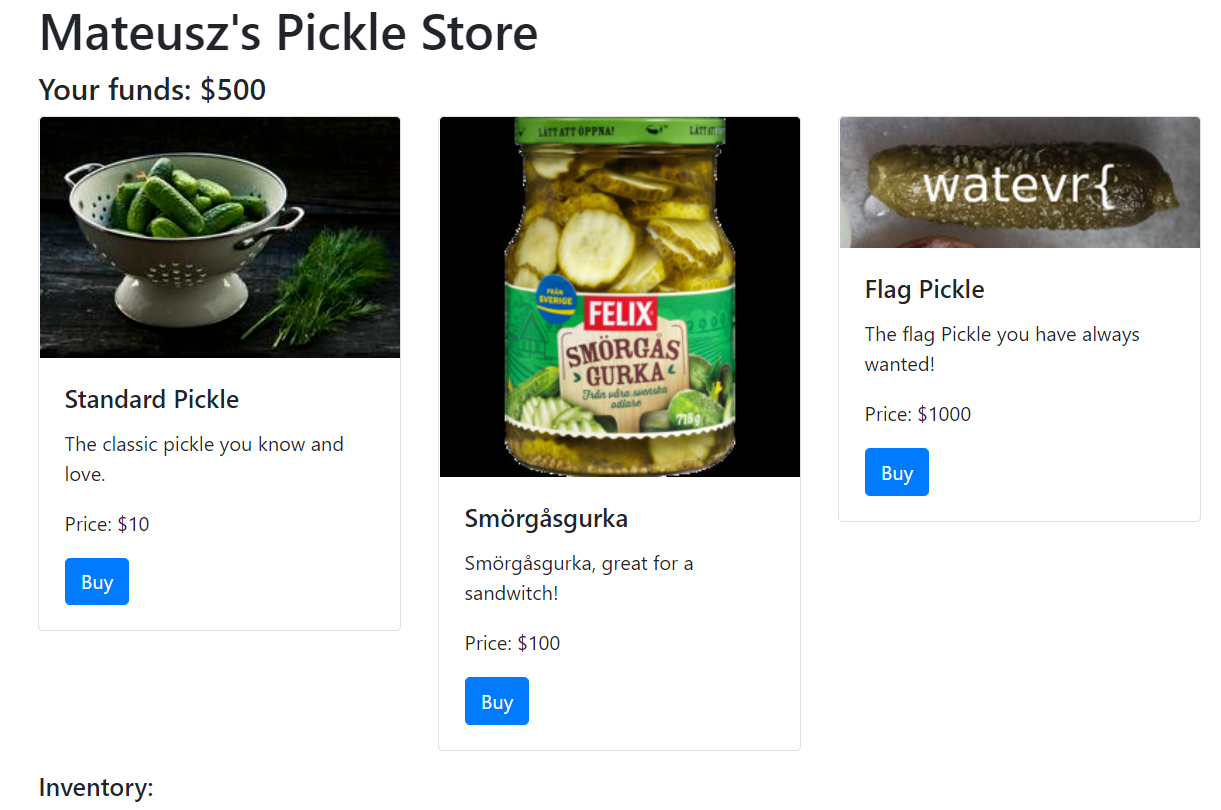 Mateusz's Pickle Store
Your funds: $500
Standard Pickle
The classic pickle you know and
love.
Price: $10
Buy
LÄTT ATT ÖPPNA!
LÄTT ATT
FRÅN
SVERIGE
FELIX
SMÖRGÅS
GURKA
Från våra svenska
odlare
715g
Smörgåsgurka
Smörgåsgurka, great for a
sandwitch!
Price: $100
Buy
watevr{
Flag Pickle
The flag Pickle you have always
wanted!
Price: $1000
Buy
Inventory: